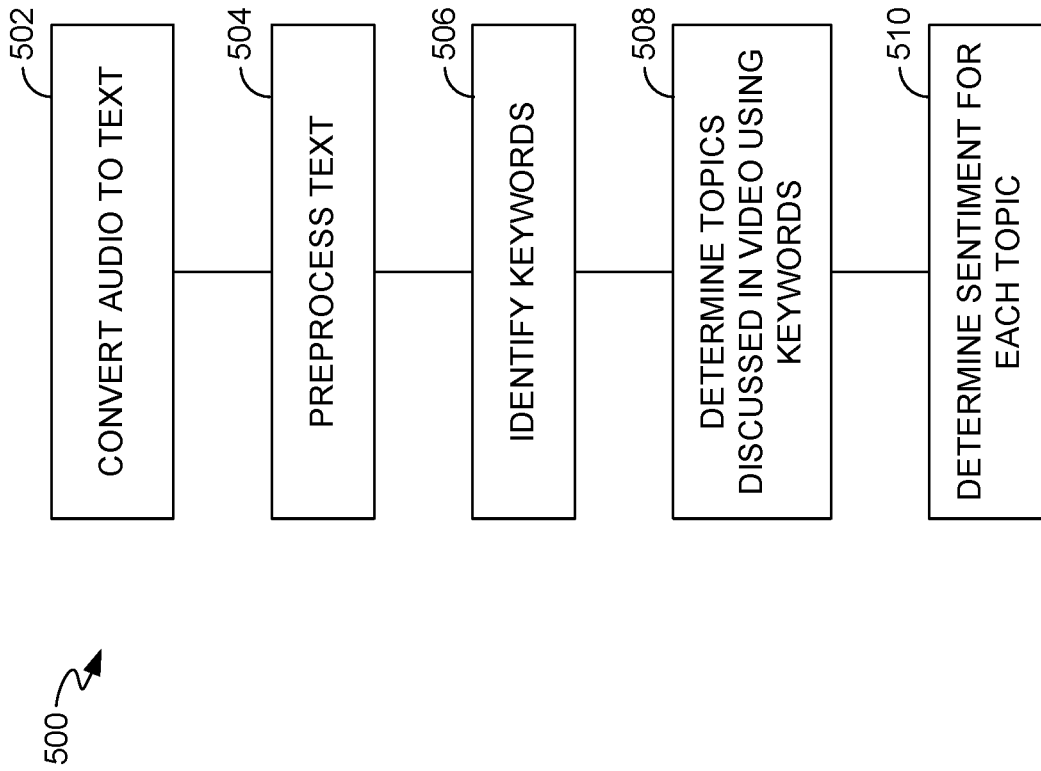 500
502
CONVERT AUDIO TO TEXT
504
PREPROCESS TEXT
506
IDENTIFY KEYWORDS
508
DETERMINE TOPICS
DISCUSSED IN VIDEO USING
KEYWORDS
510
DETERMINE SENTIMENT FOR
EACH TOPIC